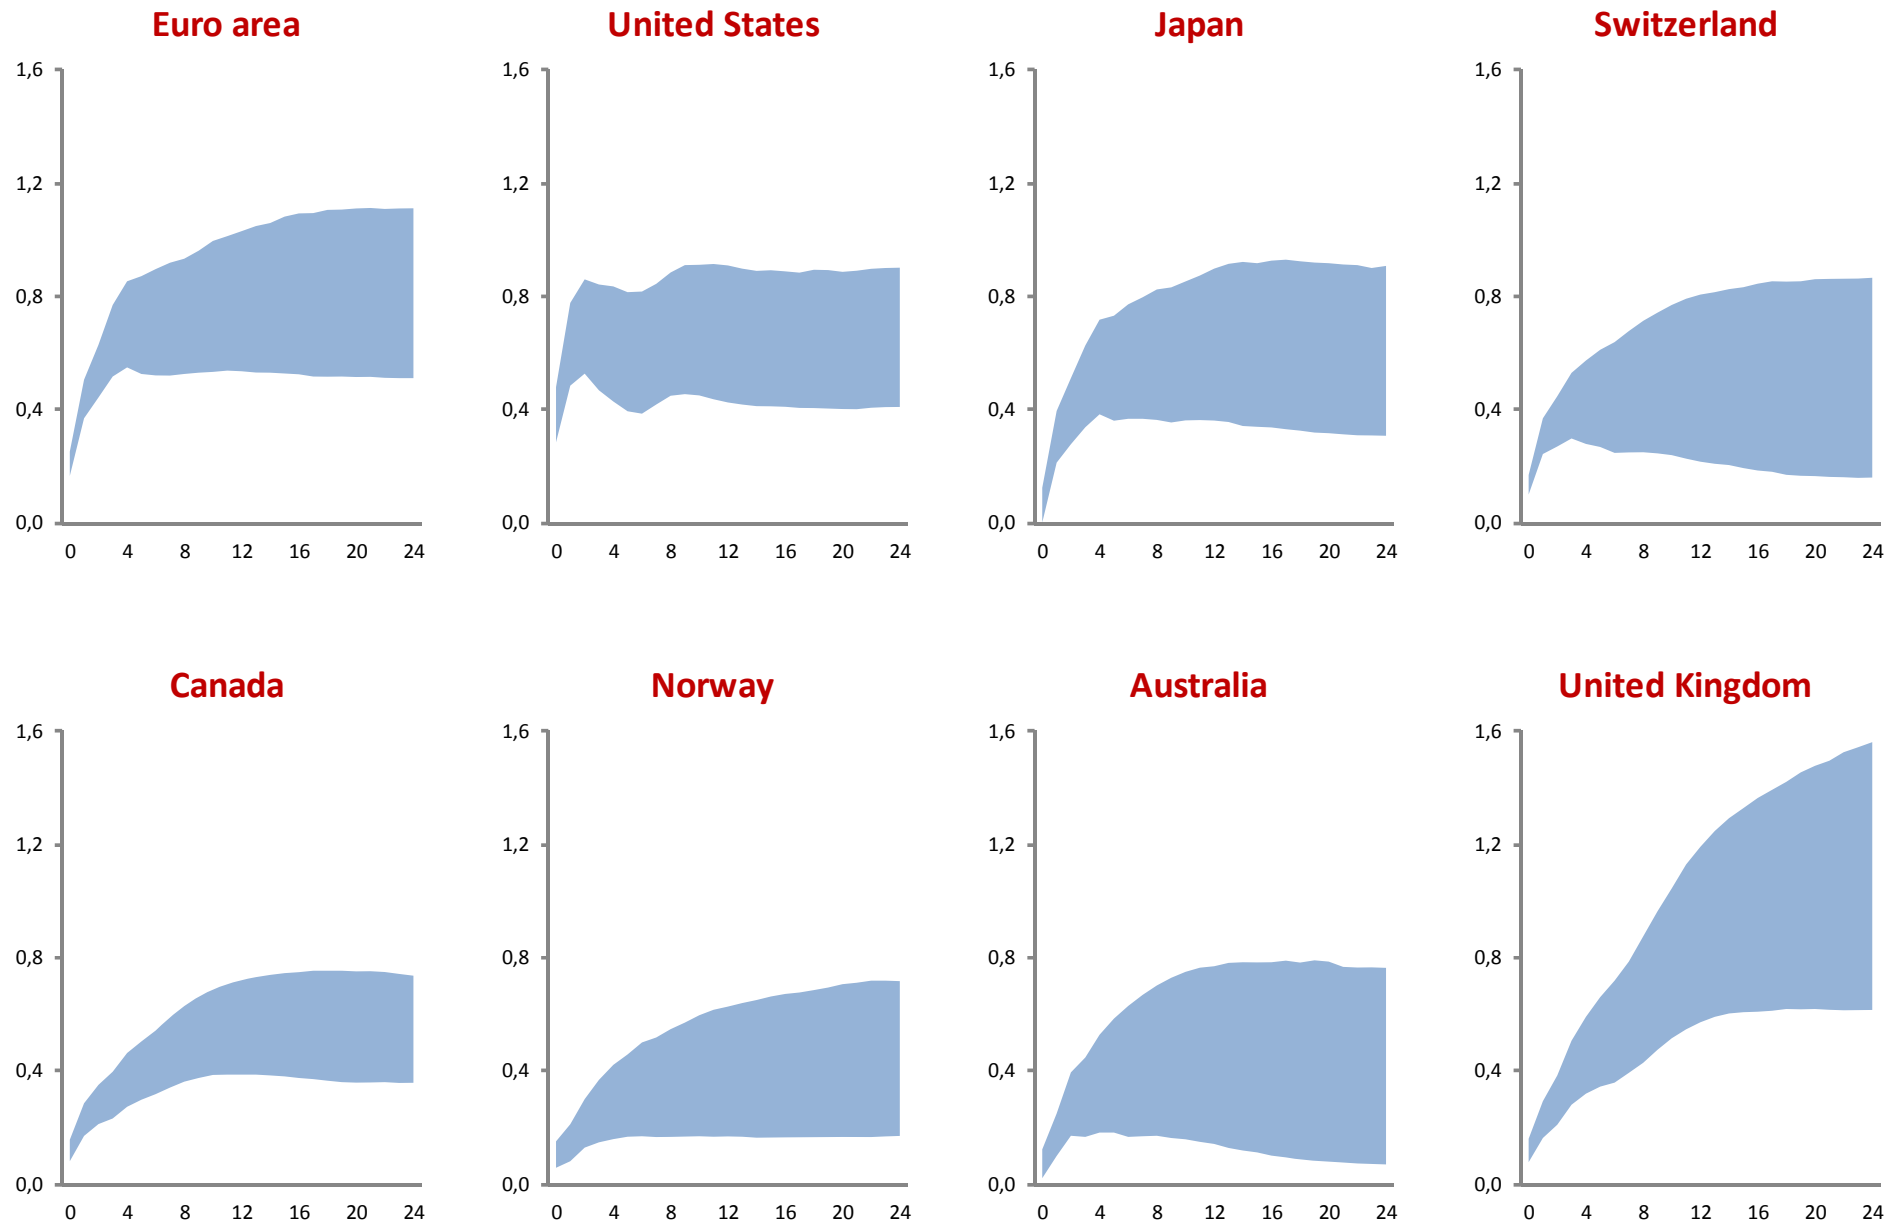 Euro area
United States
Japan
Switzerland
1,6 1,6 1,6 1,6
1,2 1,2 1,2 1,2
0,8 0,8 0,8 0,8
0,4 0,4 0,4 0,4
0,0 0,0 0,0 0,0
0 4 8 12 16 20 24 0 4 8 12 16 20 24 0 4 8 12 16 20 24 0 4 8 12 16 20 24
Canada
Norway
Australia
United Kingdom
1,6 1,6 1,6 1,6
1,2 1,2 1,2 1,2
0,8 0,8 0,8 0,8
0,4 0,4 0,4 0,4
0,0 0,0 0,0 0,0
0 4 8 12 16 20 24 0 4 8 12 16 20 24 0 4 8 12 16 20 24 0 4 8 12 16 20 24